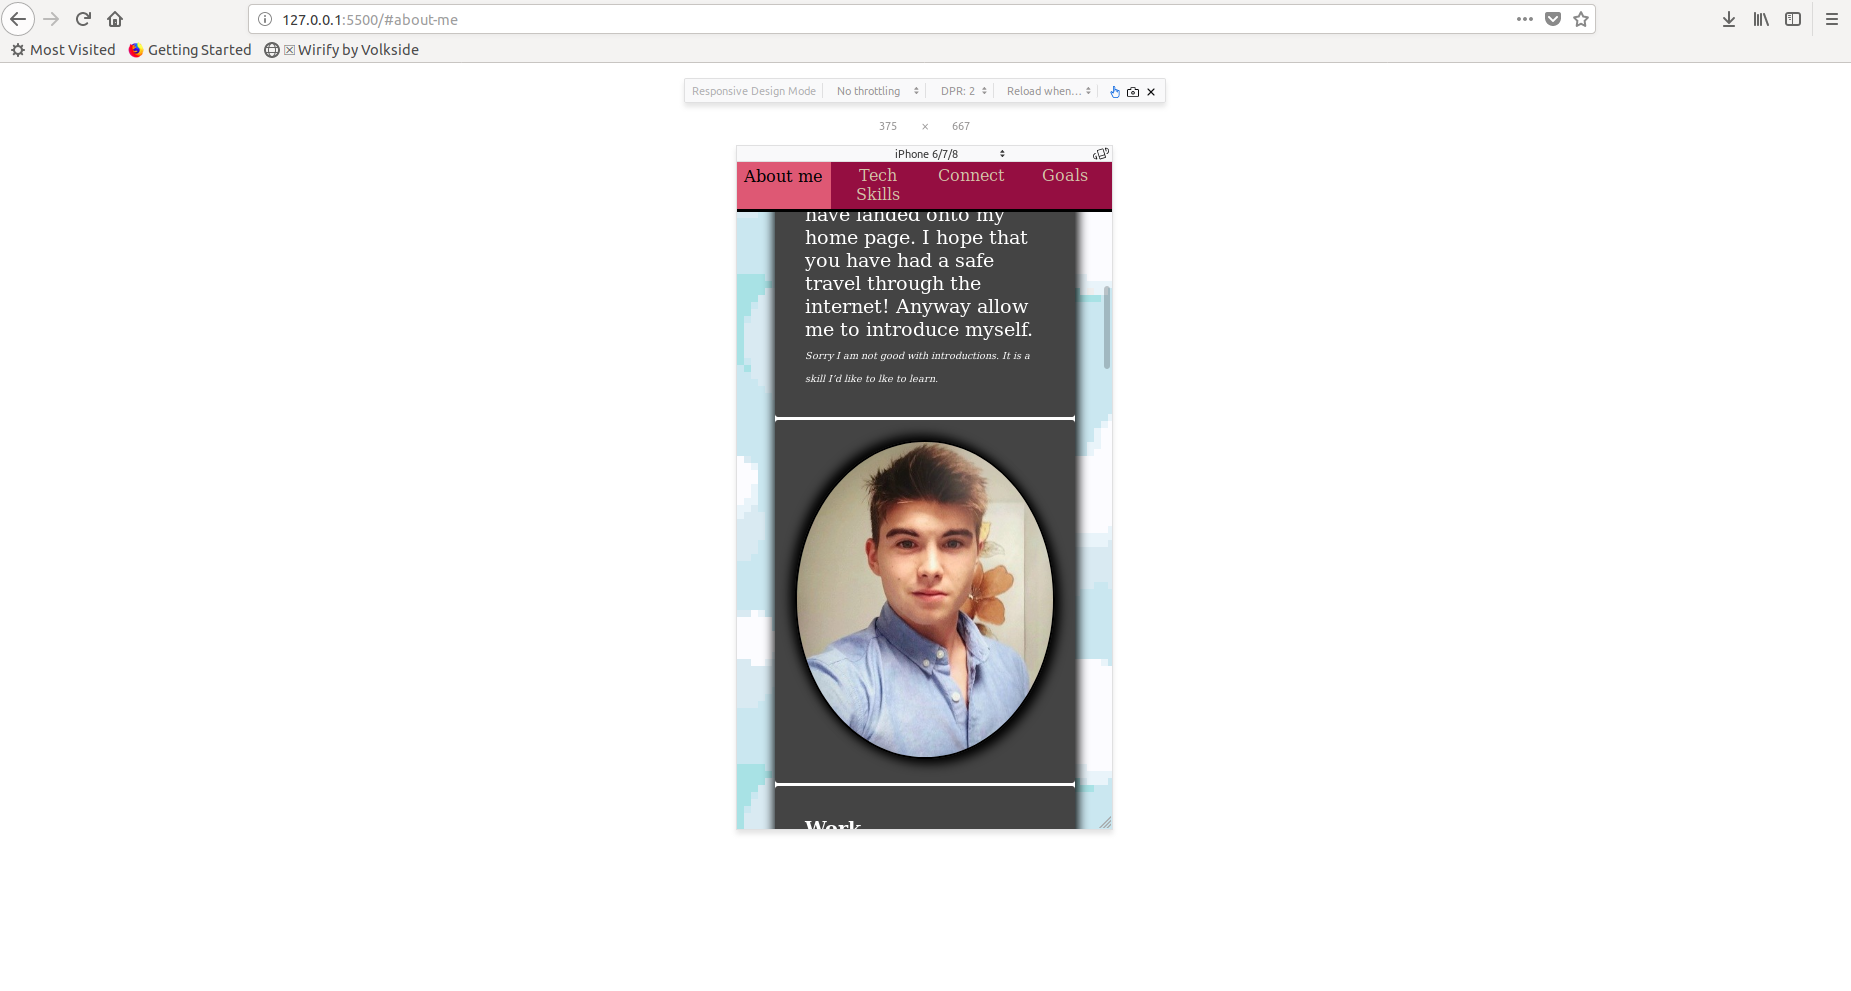 127.0.0.1:5500/#about-me
Most Visited Getting Started Wirify by Volkside
Responsive Design Mode No throttling DPR: 2 Reload when...
375 × 667
iPhone 6/7/8
About me Tech Skills Connect Goals
have landed onto my
home page. I hope that
you have had a safe
travel through the
internet! Anyway allow
me to introduce myself.
Sorry I am not good with introductions. It is a
skill I'd like to lke to learn.
Work